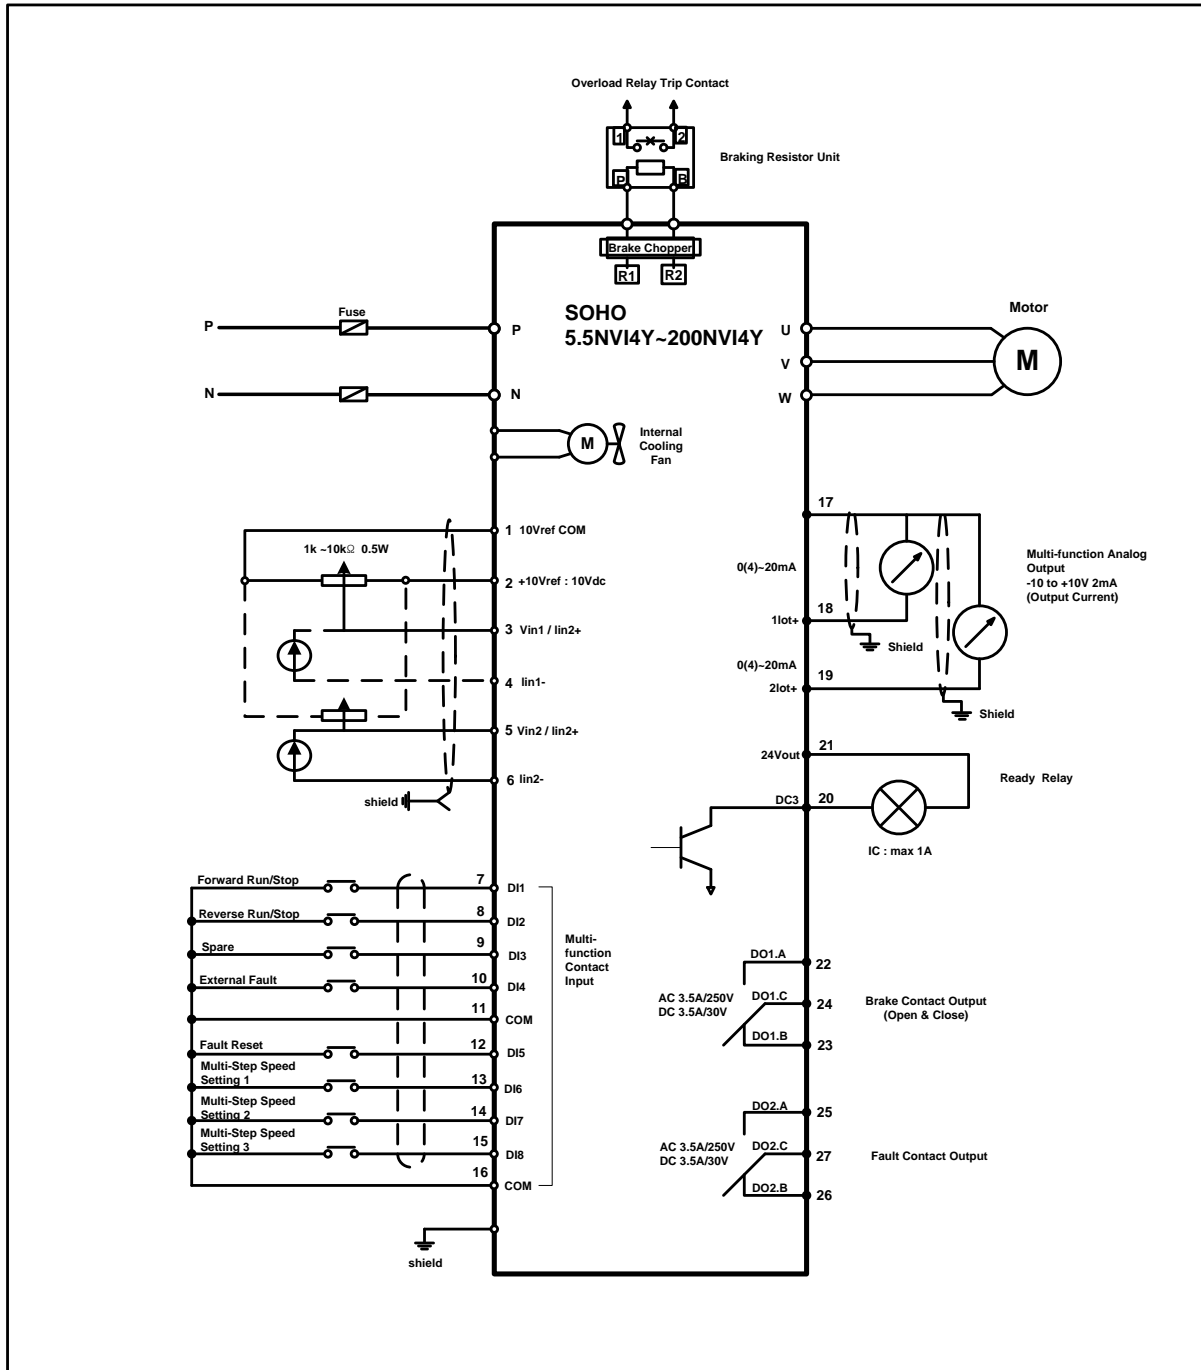 Overload Relay Trip Contact
1
2
Braking Resistor Unit
P
B
Brake Chopper
R1
R2
SOHO
5.5NVI4Y~200NVI4Y
Fuse
P
P
N
N
U
V
W
Motor
M
M
Internal
Cooling
Fan
1 10Vref COM
1k ~10kΩ 0.5W
2 +10Vref : 10Vdc
3 Vin1 / Iin2+
4 Iin1-
5 Vin2 / Iin2+
6 Iin2-
shield
17
0(4)~20mA
18
1Iot+
Shield
0(4)~20mA
19
2Iot+
Shield
Multi-function Analog
Output
-10 to +10V 2mA
(Output Current)
24Vout
21
Ready Relay
DC3
20
IC : max 1A
Forward Run/Stop
7
DI1
Reverse Run/Stop
8
DI2
Spare
9
DI3
External Fault
10
DI4
11
COM
Fault Reset
12
DI5
Multi-Step Speed
Setting 1
13
DI6
Multi-Step Speed
Setting 2
14
DI7
Multi-Step Speed
Setting 3
15
DI8
16
COM
Multi-
function
Contact
Input
shield
DO1.A
22
AC 3.5A/250V
DC 3.5A/30V
DO1.C
24
DO1.B
23
Brake Contact Output
(Open & Close)
DO2.A
25
AC 3.5A/250V
DC 3.5A/30V
DO2.C
27
DO2.B
26
Fault Contact Output